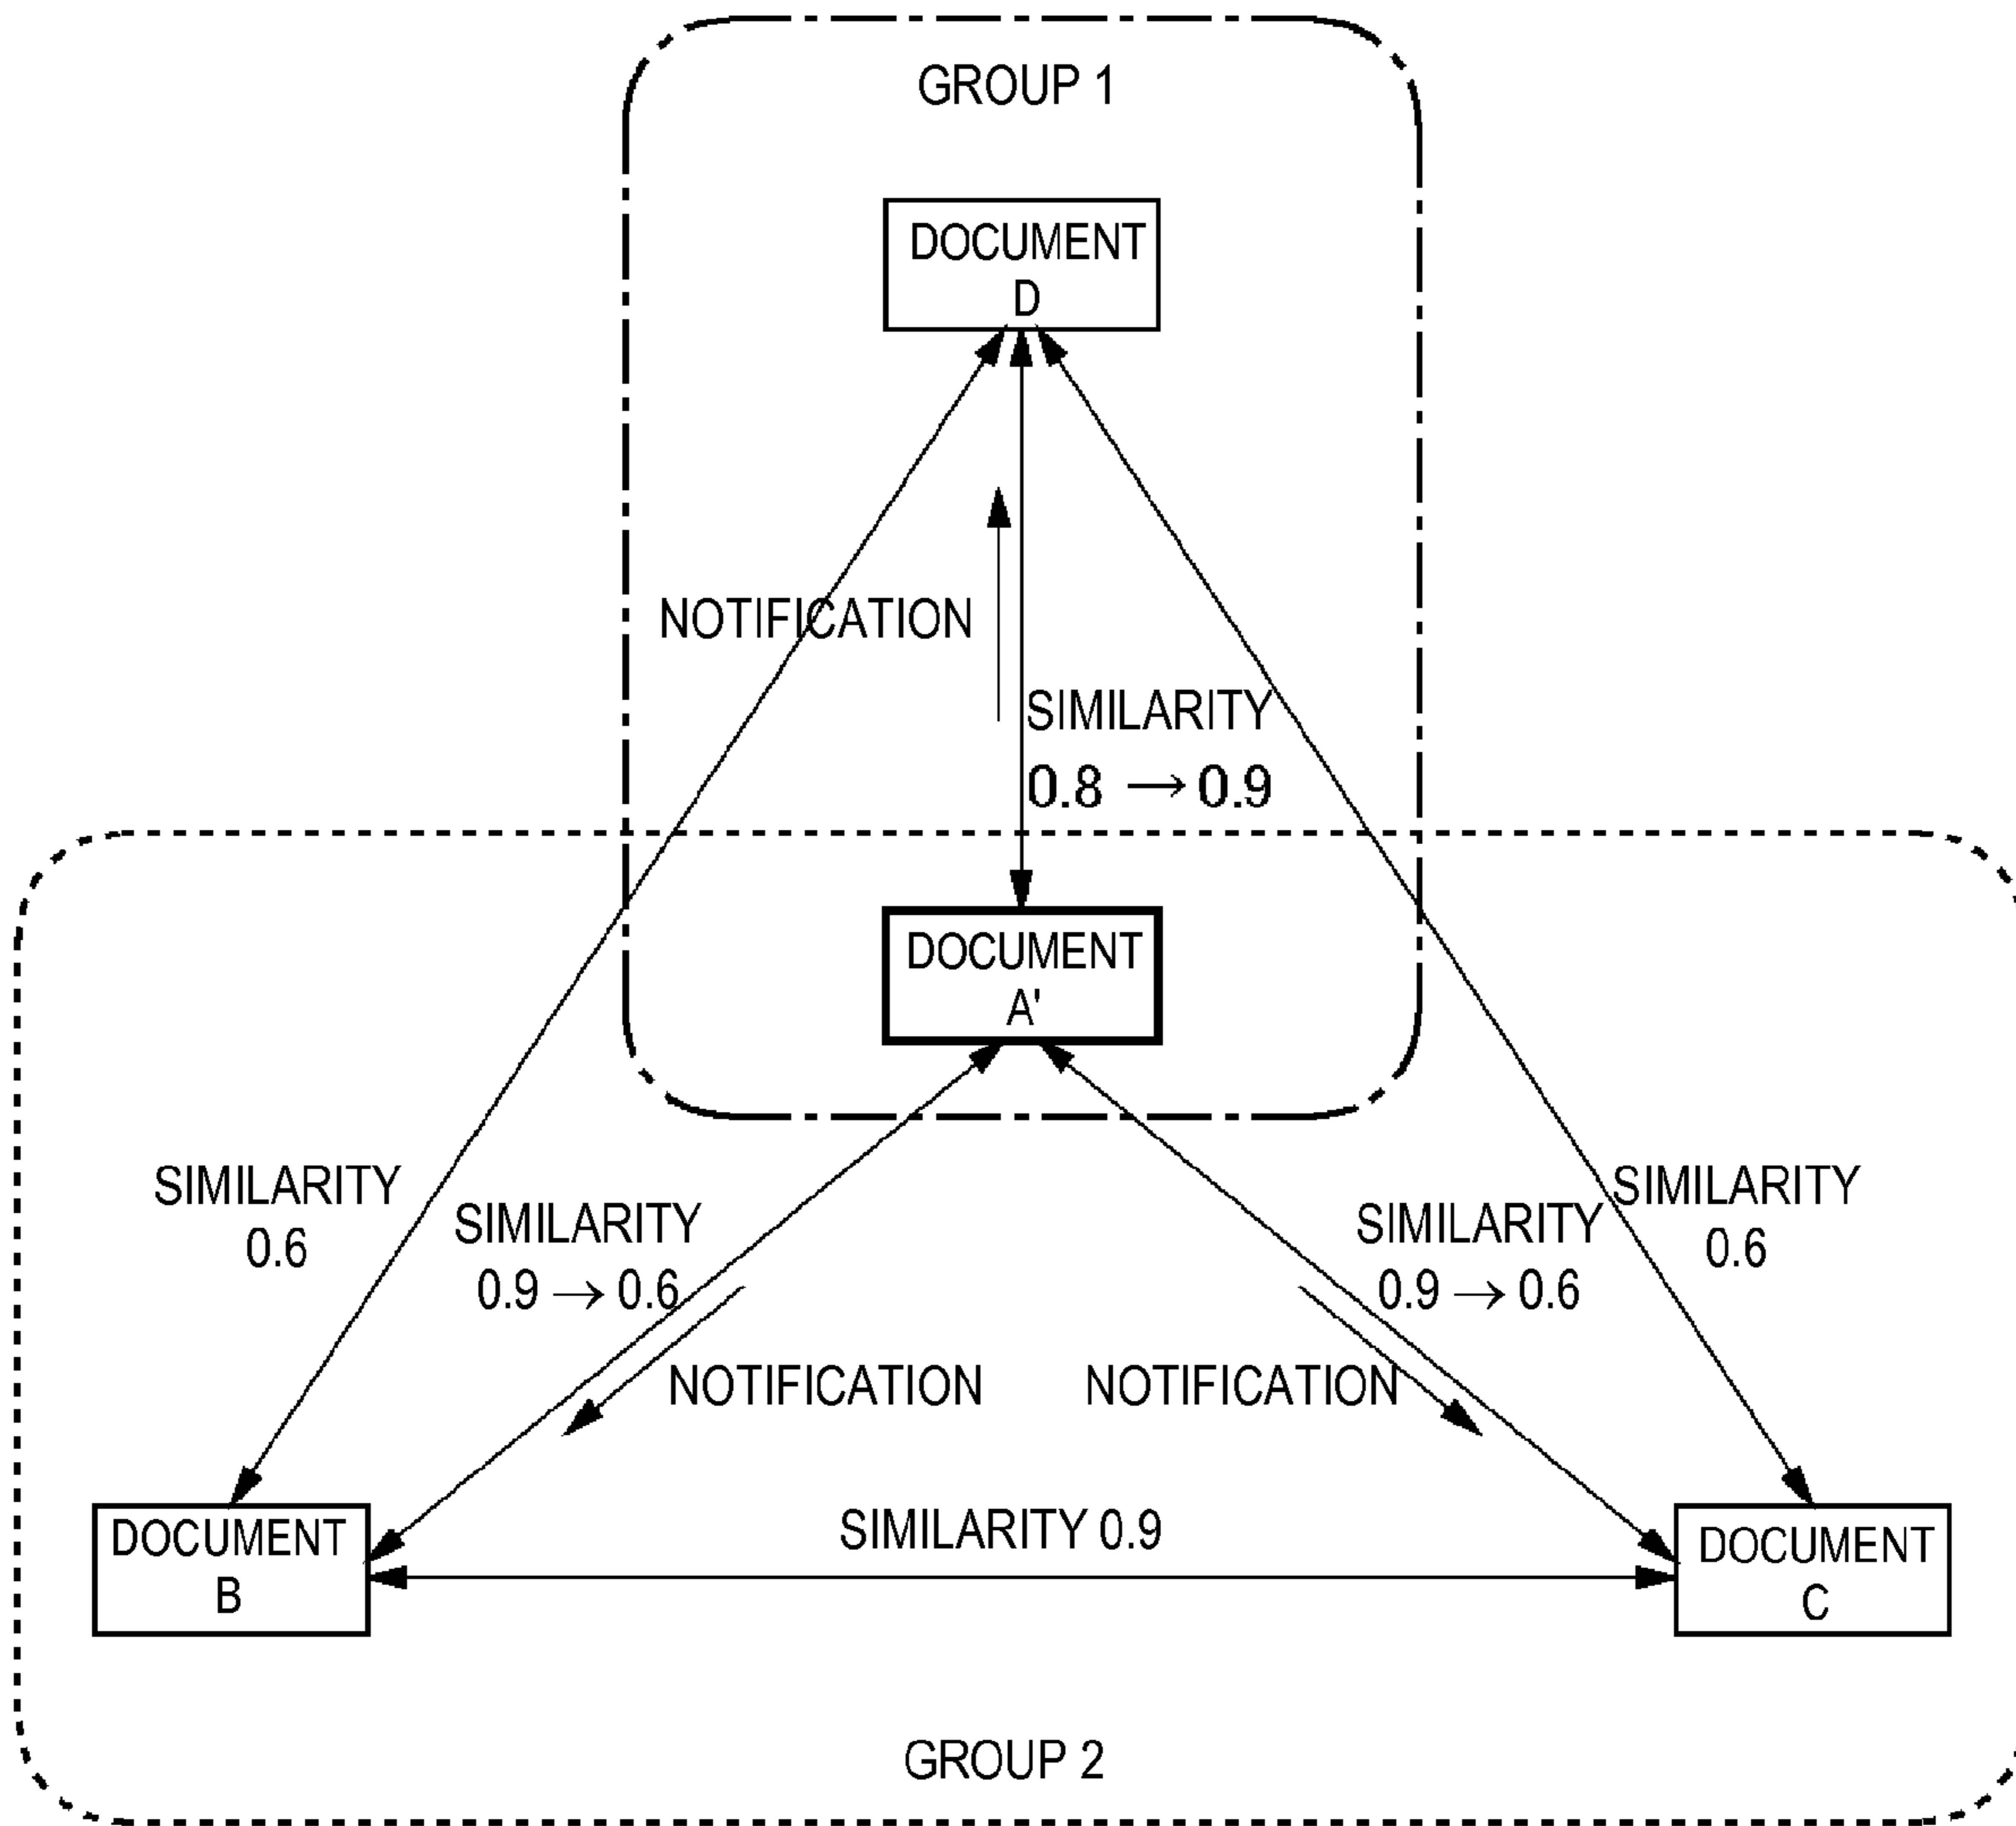 GROUP 1
DOCUMENT
D
NOTIFICATION
SIMILARITY
0.8 → 0.9
DOCUMENT
A'
SIMILARITY
0.6
SIMILARITY
0.9 → 0.6
SIMILARITY
0.9 → 0.6
SIMILARITY
0.6
NOTIFICATION
NOTIFICATION
DOCUMENT
B
SIMILARITY 0.9
DOCUMENT
C
GROUP 2